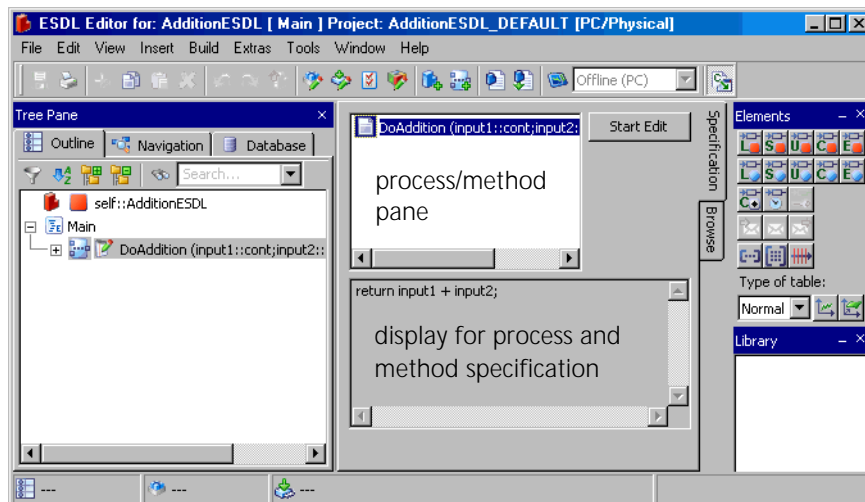 ESDL Editor for: AdditionESDL [ Main ] Project: AdditionESDL_DEFAULT [PC/Physical]
File Edit View Insert Build Extras Tools Window Help
Offline (PC)
Tree Pane
Outline Navigation Database
Search...
self::AdditionESDL
Main
DoAddition (input1::cont;input2::
DoAddition (input1::cont;input2:
Start Edit
process/method
pane
return input1 + input2;
display for process and
method specification
Specification
Browse
Elements
L S U C E
L S U C E
C
Type of table:
Normal
Library
--- --- ---